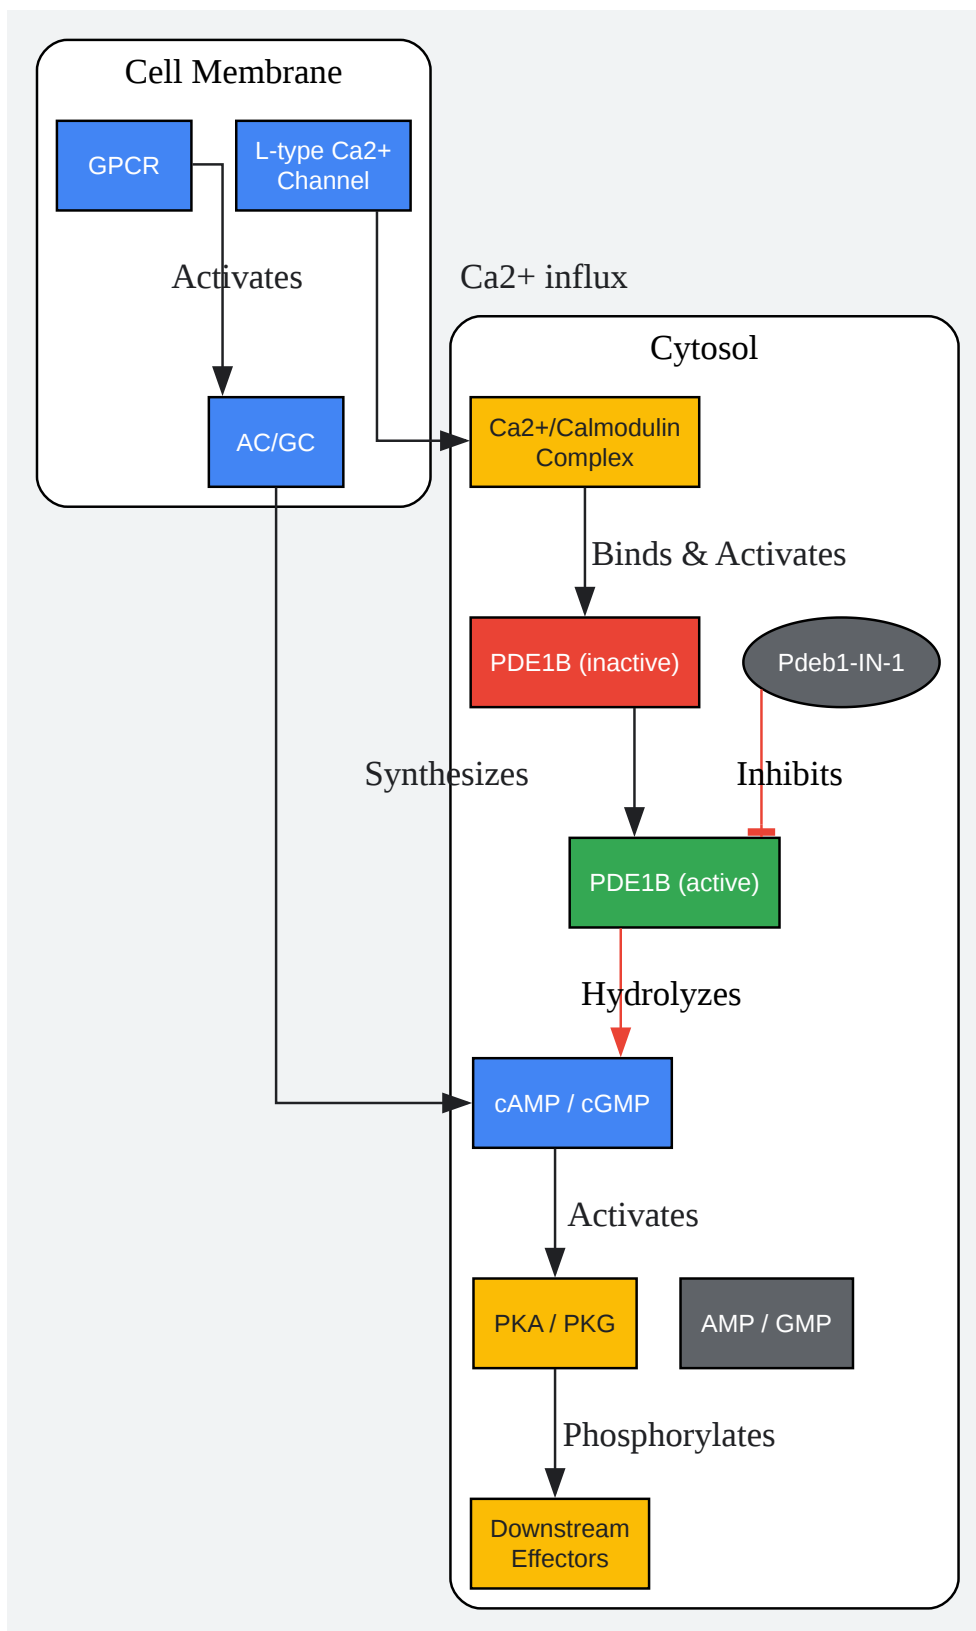 Cell Membrane
GPCR
L-type Ca2+
Channel
Activates
Ca2+ influx
Cytosol
AC/GC
Ca2+/Calmodulin
Complex
Binds & Activates
PDE1B (inactive)
Pdeb1-IN-1
Synthesizes
Inhibits
PDE1B (active)
Hydrolyzes
cAMP / cGMP
Activates
PKA / PKG
AMP / GMP
Phosphorylates
Downstream
Effectors